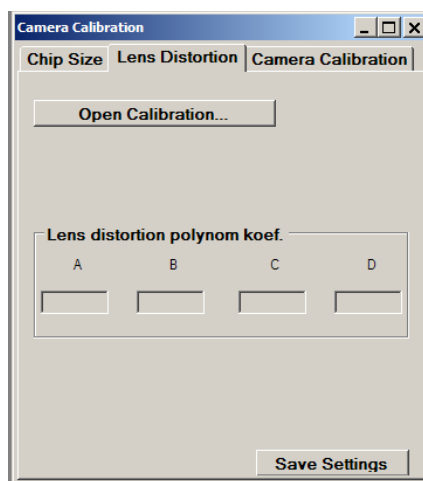 Camera Calibration
Chip Size Lens Distortion Camera Calibration
Open Calibration...
Lens distortion polynom koef.
A B C D
Save Settings